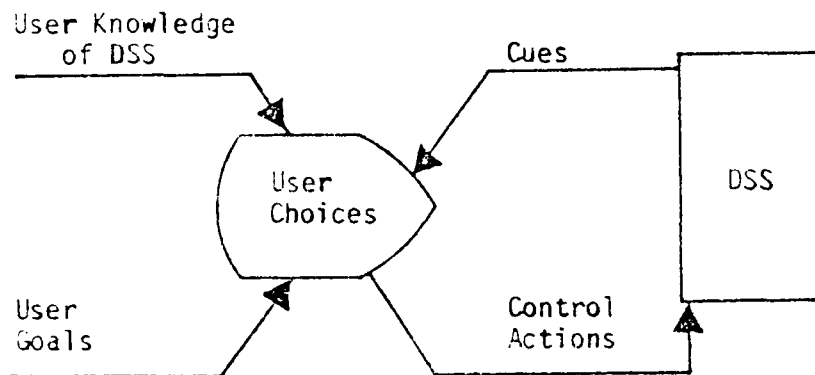 User Knowledge
of DSS
Cues
User
Choices
DSS
User
Goals
Control
Actions